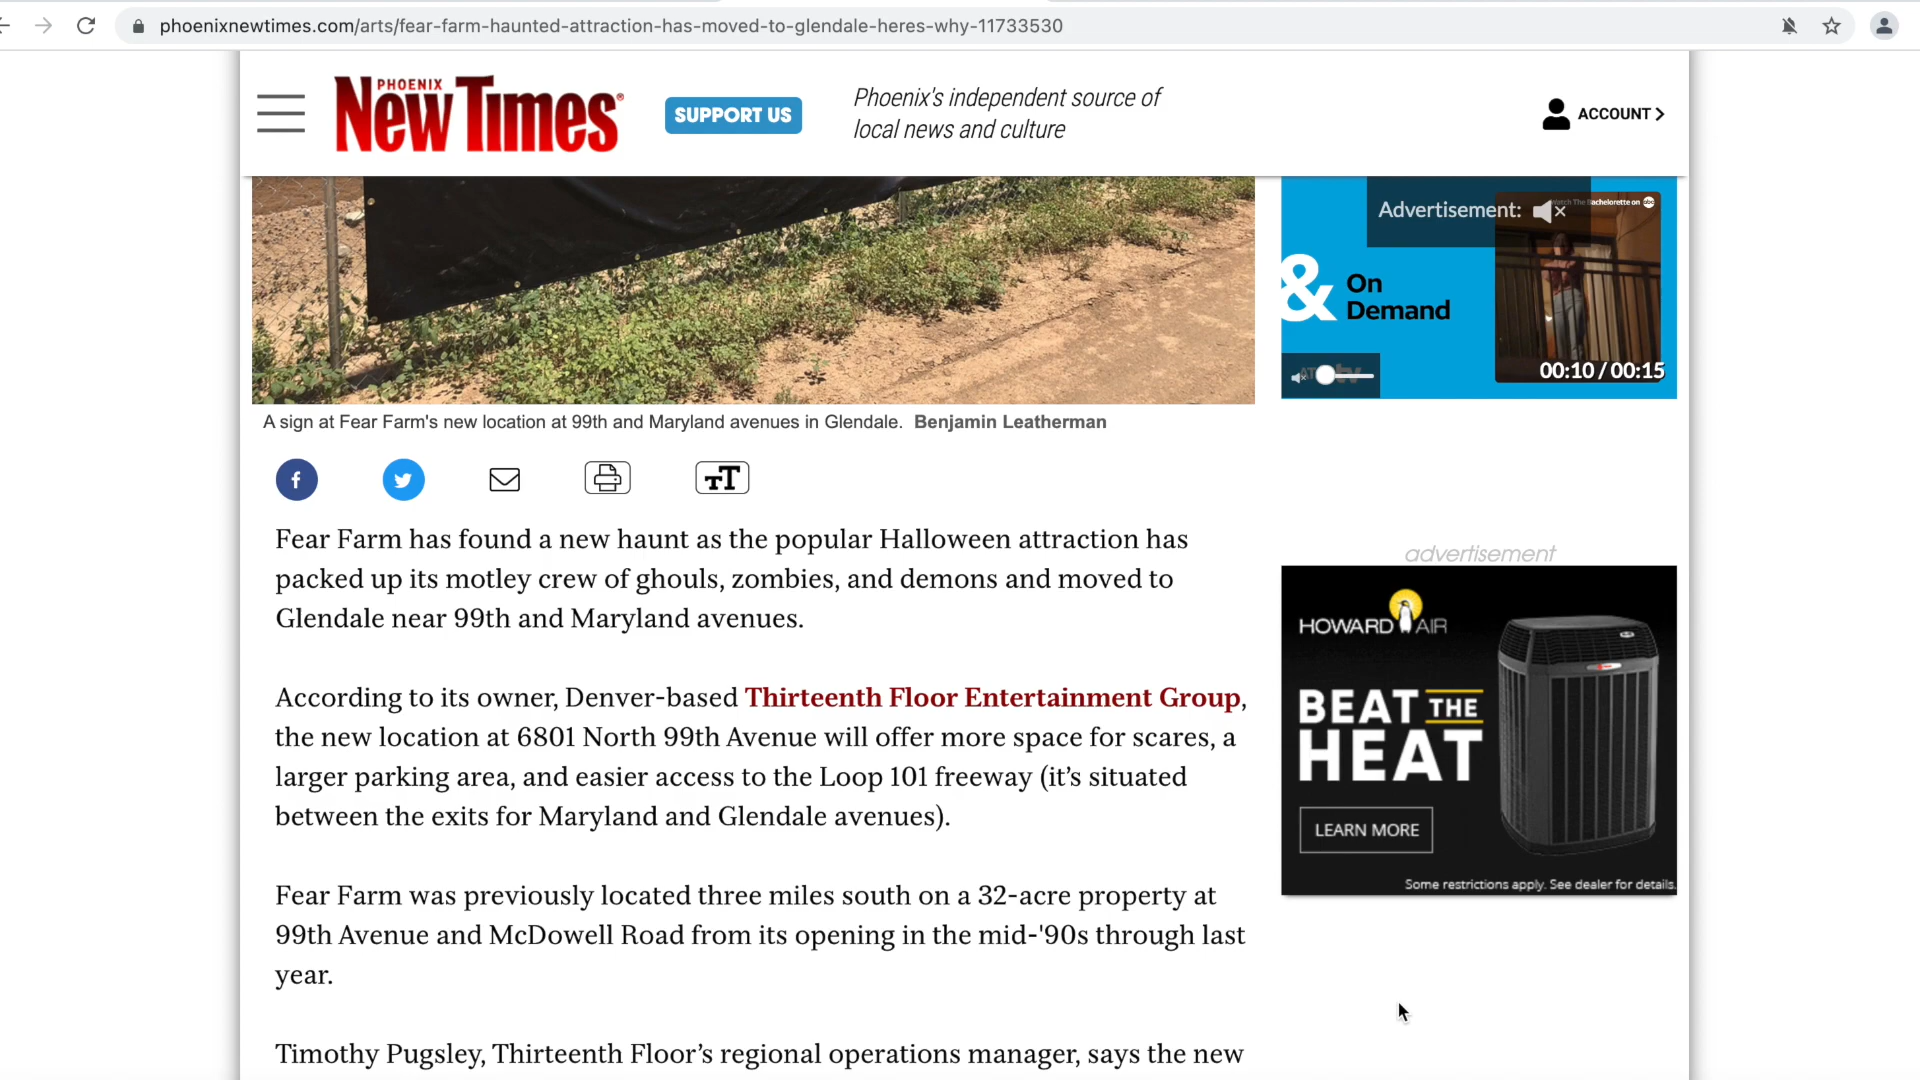 phoenixnewtimes.com/arts/fear-farm-haunted-attraction-has-moved-to-glendale-heres-why-11733530
PHOENIX
New Times
SUPPORT US
Phoenix's independent source of
local news and culture
ACCOUNT
Advertisement:
Watch The Bachelorette on abc
& On
Demand
00:10 / 00:15
A sign at Fear Farm's new location at 99th and Maryland avenues in Glendale. Benjamin Leatherman
f
TT
Fear Farm has found a new haunt as the popular Halloween attraction has
packed up its motley crew of ghouls, zombies, and demons and moved to
Glendale near 99th and Maryland avenues.
According to its owner, Denver-based Thirteenth Floor Entertainment Group,
the new location at 6801 North 99th Avenue will offer more space for scares, a
larger parking area, and easier access to the Loop 101 freeway (it’s situated
between the exits for Maryland and Glendale avenues).
Fear Farm was previously located three miles south on a 32-acre property at
99th Avenue and McDowell Road from its opening in the mid-'90s through last
year.
Timothy Pugsley, Thirteenth Floor’s regional operations manager, says the new
advertisement
HOWARD AIR
BEAT THE
HEAT
LEARN MORE
Some restrictions apply. See dealer for details.